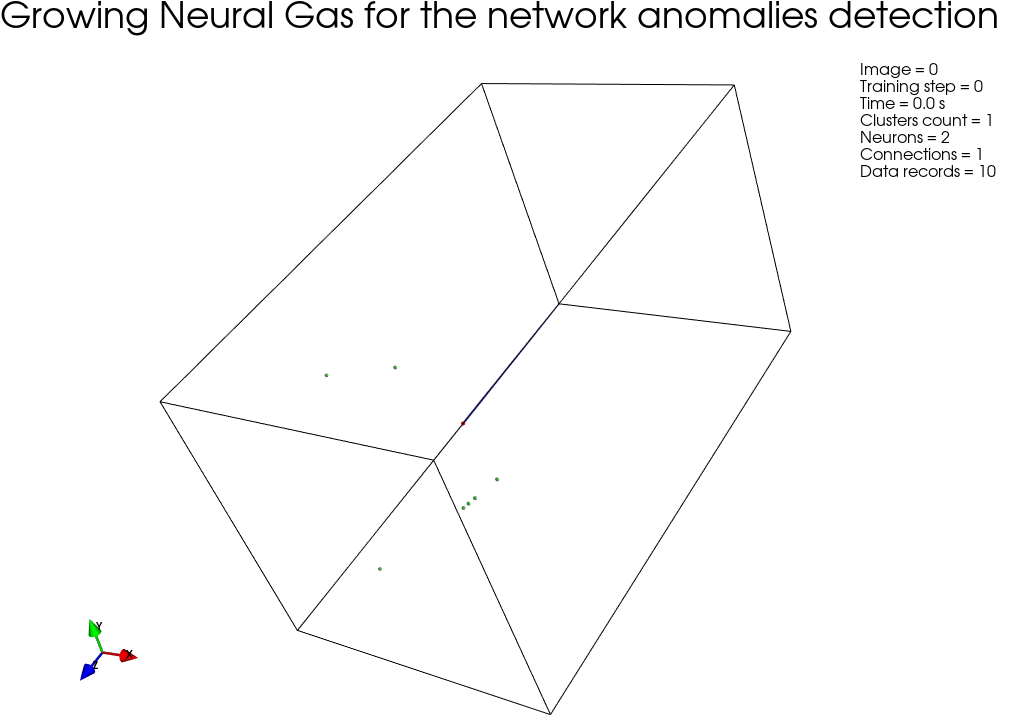 Growing Neural Gas for the network anomalies detection
Image = 0
Training step = 0
Time = 0.0 s
Clusters count = 1
Neurons = 2
Connections = 1
Data records = 10
Y
X
Z